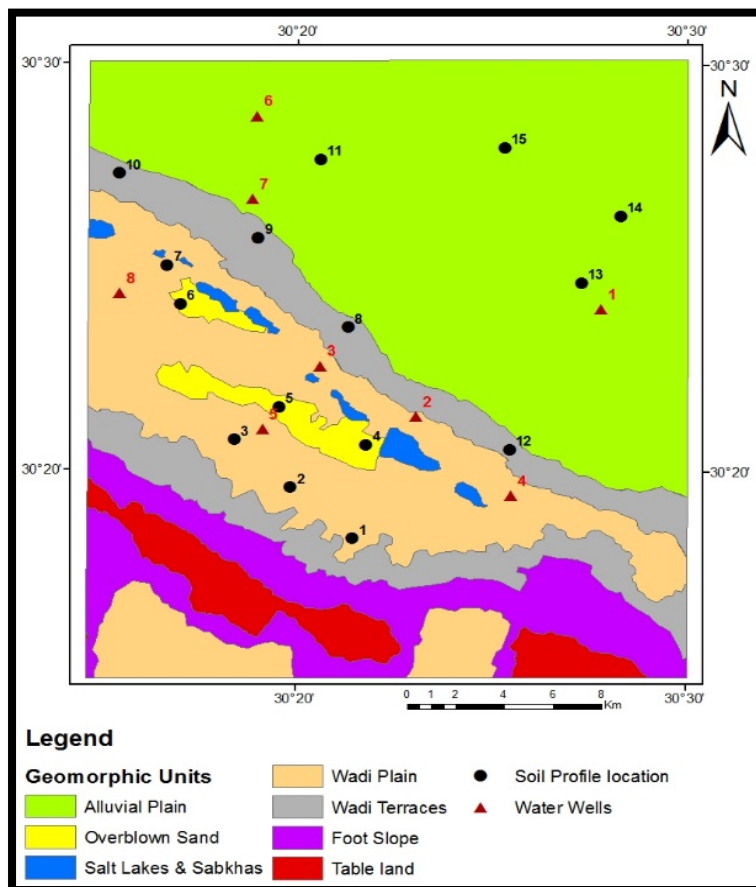 30°20' 30°30'
30°30' 30°30'
N
6
15
11
10
7
14
9
7
13
8
6
1
8
3
5
2
5
3
4
12
30°20' 30°20'
2
4
1
30°20' 30°30'
0 1 2 4 6 8
Km
Legend
Geomorphic Units
Wadi Plain
Soil Profile location
Alluvial Plain
Wadi Terraces
Water Wells
Overblown Sand
Foot Slope
Salt Lakes & Sabkhas
Table land